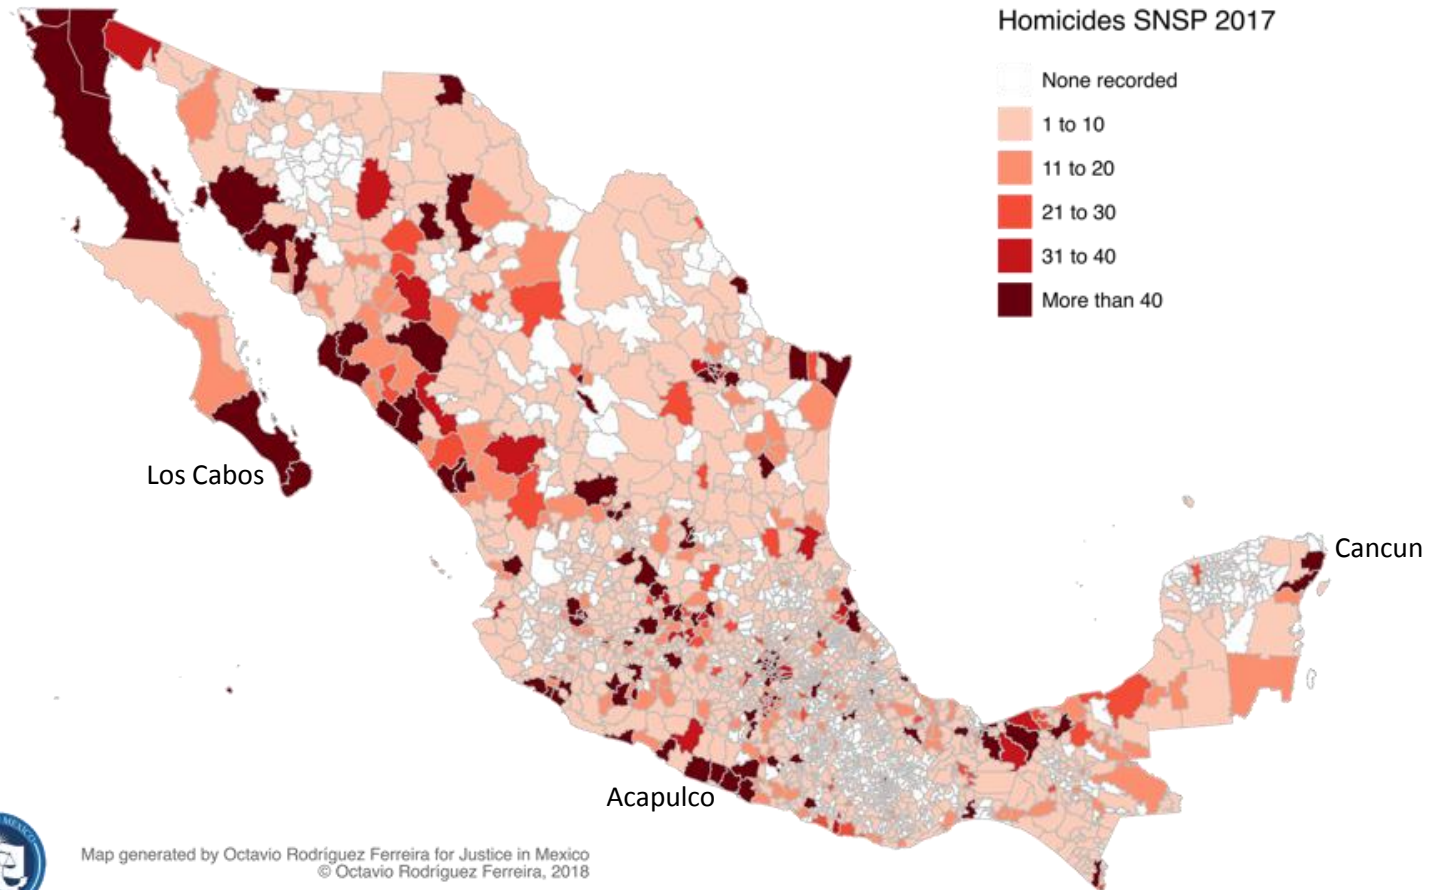 Homicides SNSP 2017
None recorded
1 to 10
11 to 20
21 to 30
31 to 40
More than 40
Los Cabos
Cancun
Acapulco
MEXICO
Map generated by Octavio Rodríguez Ferreira for Justice in Mexico
© Octavio Rodríguez Ferreira, 2018